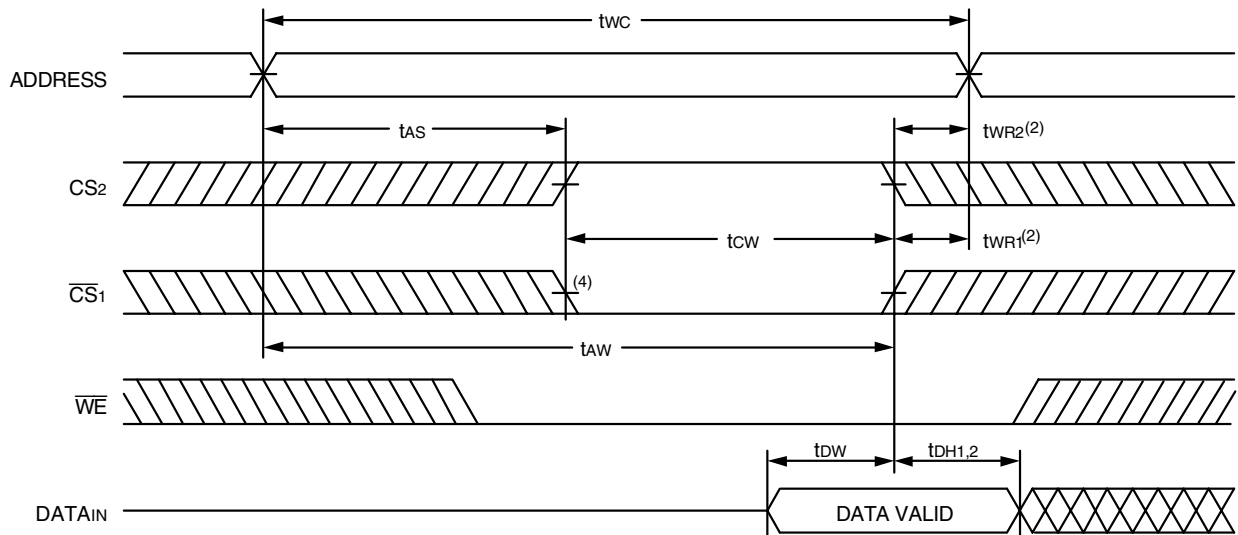 tWC
ADDRESS
tAS
tWR2(2)
CS2
tCW
tWR1(2)
CS1
(4)
tAW
WE
tDW
tDH1,2
DATAIN
DATA VALID